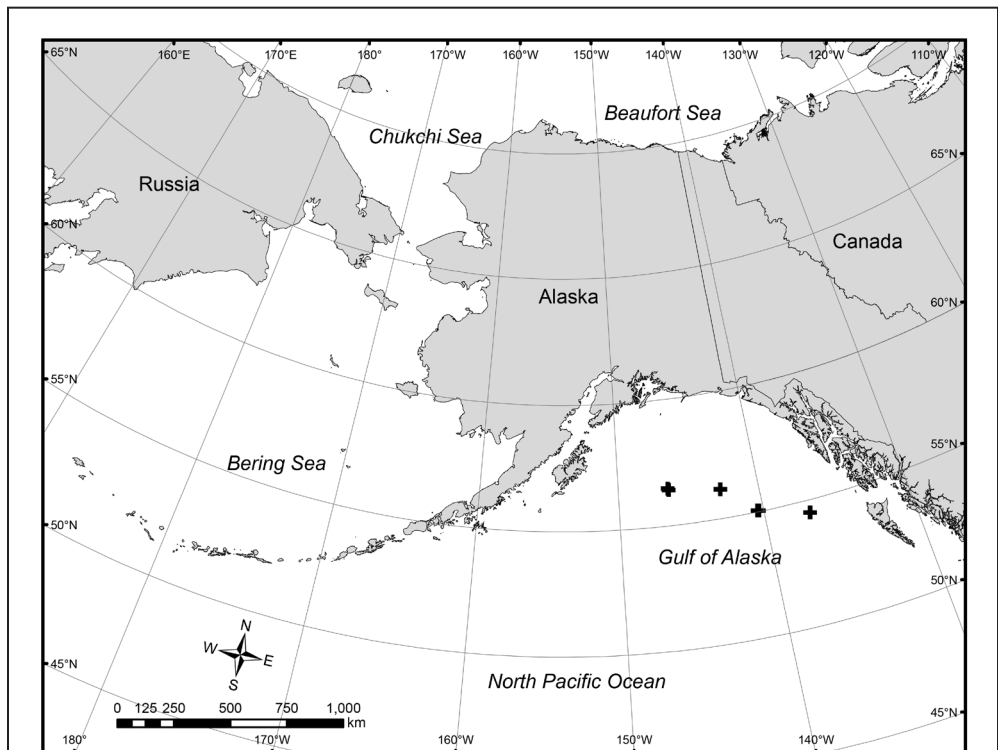 65°N 160°E 170°E 180° 170°W 160°W 150°W 140°W 130°W 120°W 110°W
Beaufort Sea
Chukchi Sea
65°N
Russia
60°N
Canada
Alaska
60°N
55°N
55°N
Bering Sea
50°N
Gulf of Alaska
50°N
N
W E
S
45°N
North Pacific Ocean
0 125 250 500 750 1,000
km
45°N
180° 170°W 160°W 150°W 140°W